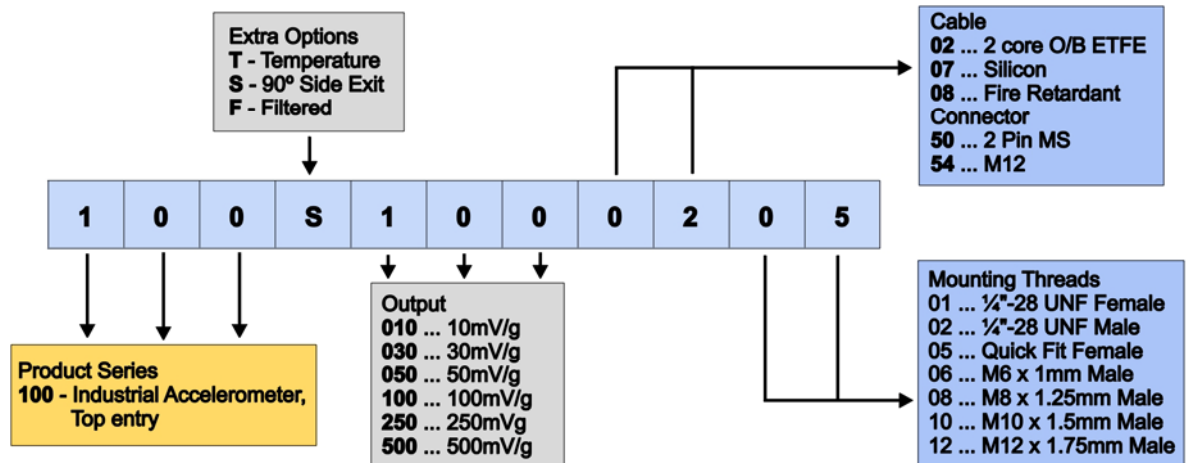 Extra Options
T - Temperature
S - 90º Side Exit
F - Filtered
Cable
02 ... 2 core O/B ETFE
07 ... Silicon
08 ... Fire Retardant
Connector
50 ... 2 Pin MS
54 ... M12
1 0 0 S 1 0 0 0 2 0 5
Product Series
100 - Industrial Accelerometer,
Top entry
Output
010 ... 10mV/g
030 ... 30mV/g
050 ... 50mV/g
100 ... 100mV/g
250 ... 250mVg
500 ... 500mV/g
Mounting Threads
01 ... ¼"-28 UNF Female
02 ... ¼"-28 UNF Male
05 ... Quick Fit Female
06 ... M6 x 1mm Male
08 ... M8 x 1.25mm Male
10 ... M10 x 1.5mm Male
12 ... M12 x 1.75mm Male